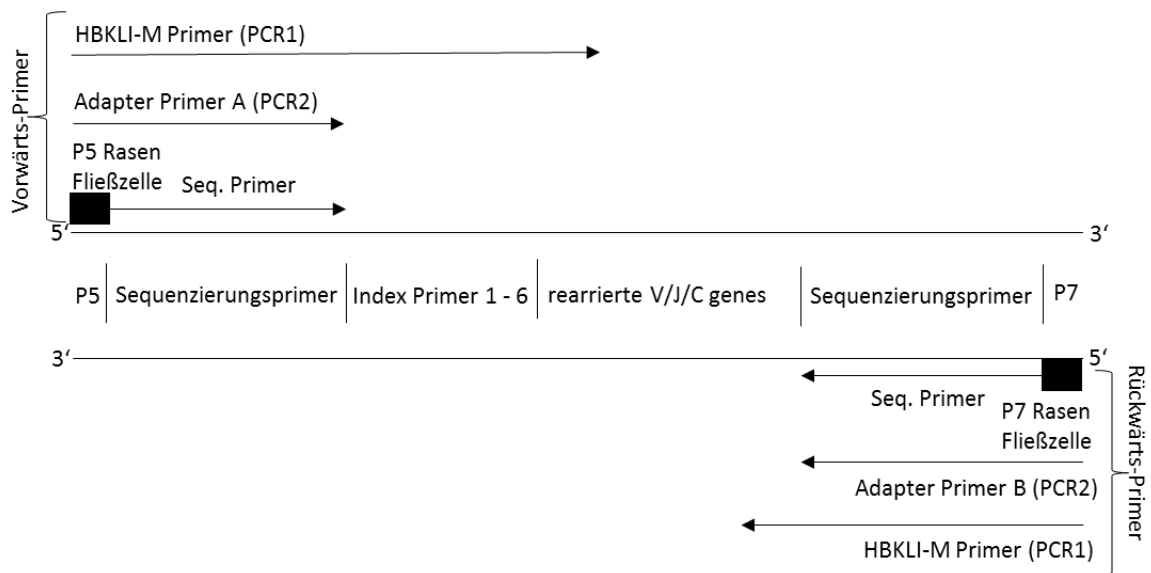 Vorwärts-Primer
HBKLI-M Primer (PCR1)
Adapter Primer A (PCR2)
P5 Rasen
Fließzelle
Seq. Primer
5‘
3‘
P5
Sequenzierungsprimer
Index Primer 1 - 6
rearrierte V/J/C genes
Sequenzierungsprimer
P7
3‘
5‘
Seq. Primer
P7 Rasen
Fließzelle
Adapter Primer B (PCR2)
HBKLI-M Primer (PCR1)
Rückwärts-Primer